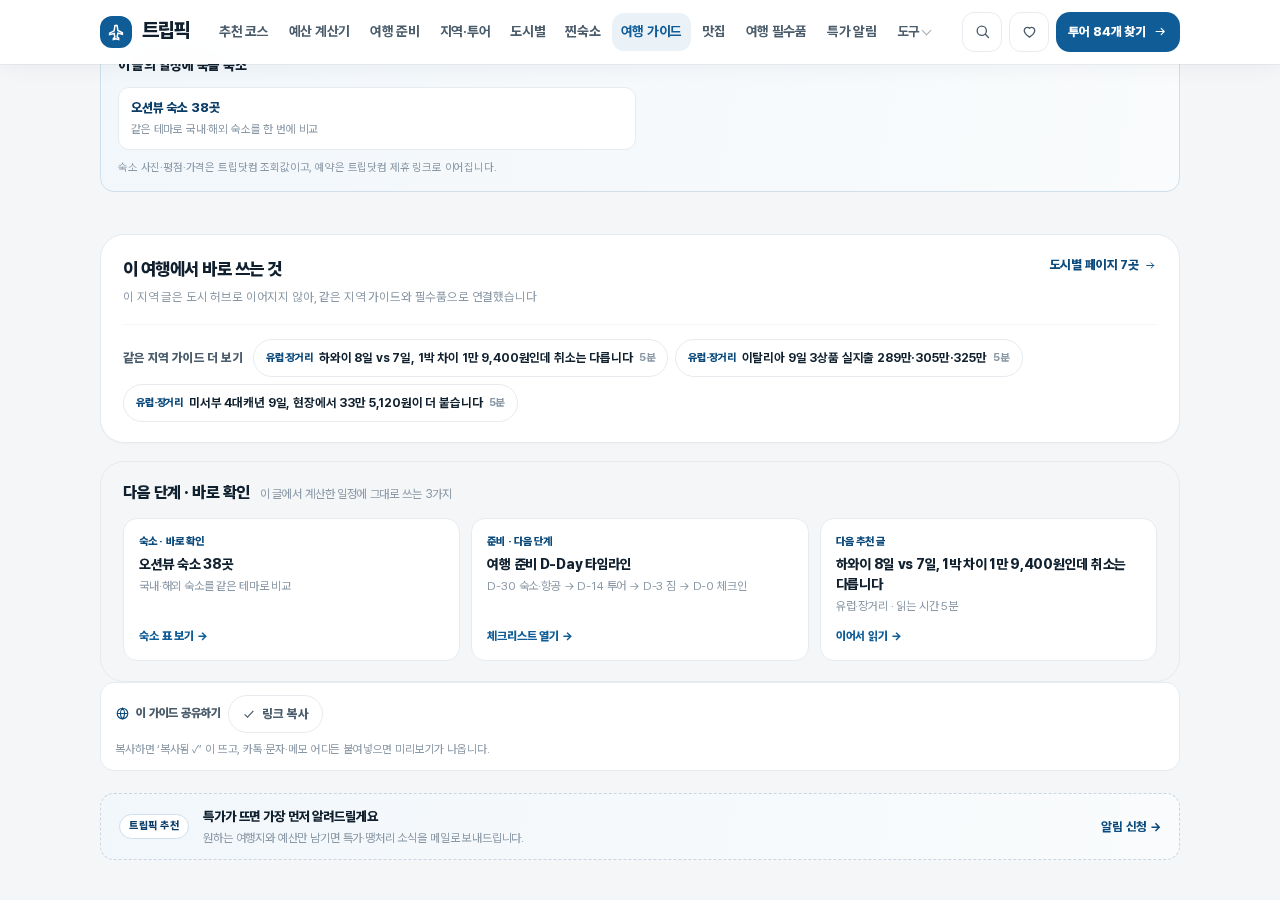 트립픽
추천 코스
예산 계산기
여행 준비
지역·투어
도시별
찐숙소
여행 가이드
맛집
여행 필수품
특가 알림
도구
투어 84개 찾기 →
오션뷰 숙소 38곳
같은 테마로 국내·해외 숙소를 한 번에 비교
숙소 사진·평점·가격은 트립닷컴 조회값이고, 예약은 트립닷컴 제휴 링크로 이어집니다.
이 여행에서 바로 쓰는 것
도시별 페이지 7곳 →
이 지역 글은 도시 허브로 이어지지 않아, 같은 지역 가이드와 필수품으로 연결했습니다
같은 지역 가이드 더 보기
유럽·장거리 하와이 8일 vs 7일, 1박 차이 1만 9,400원인데 취소는 다릅니다 5분
유럽·장거리 이탈리아 9일 3상품 실지출 289만·305만·325만 5분
유럽·장거리 미서부 4대캐년 9일, 현장에서 33만 5,120원이 더 붙습니다 5분
다음 단계 · 바로 확인 이 글에서 계산한 일정에 그대로 쓰는 3가지
숙소 · 바로 확인
오션뷰 숙소 38곳
국내·해외 숙소를 같은 테마로 비교
숙소 표 보기 →
준비 · 다음 단계
여행 준비 D-Day 타임라인
D-30 숙소·항공 → D-14 투어 → D-3 짐 → D-0 체크인
체크리스트 열기 →
다음 추천 글
하와이 8일 vs 7일, 1박 차이 1만 9,400원인데 취소는
다릅니다
유럽·장거리 · 읽는 시간 5분
이어서 읽기 →
이 가이드 공유하기
링크 복사
복사하면 ‘복사됨 ✓’ 이 뜨고, 카톡·문자·메모 어디든 붙여넣으면 미리보기가 나옵니다.
트립픽 추천
특가가 뜨면 가장 먼저 알려드릴게요
원하는 여행지와 예산만 남기면 특가·땡처리 소식을 메일로 보내드립니다.
알림 신청 →